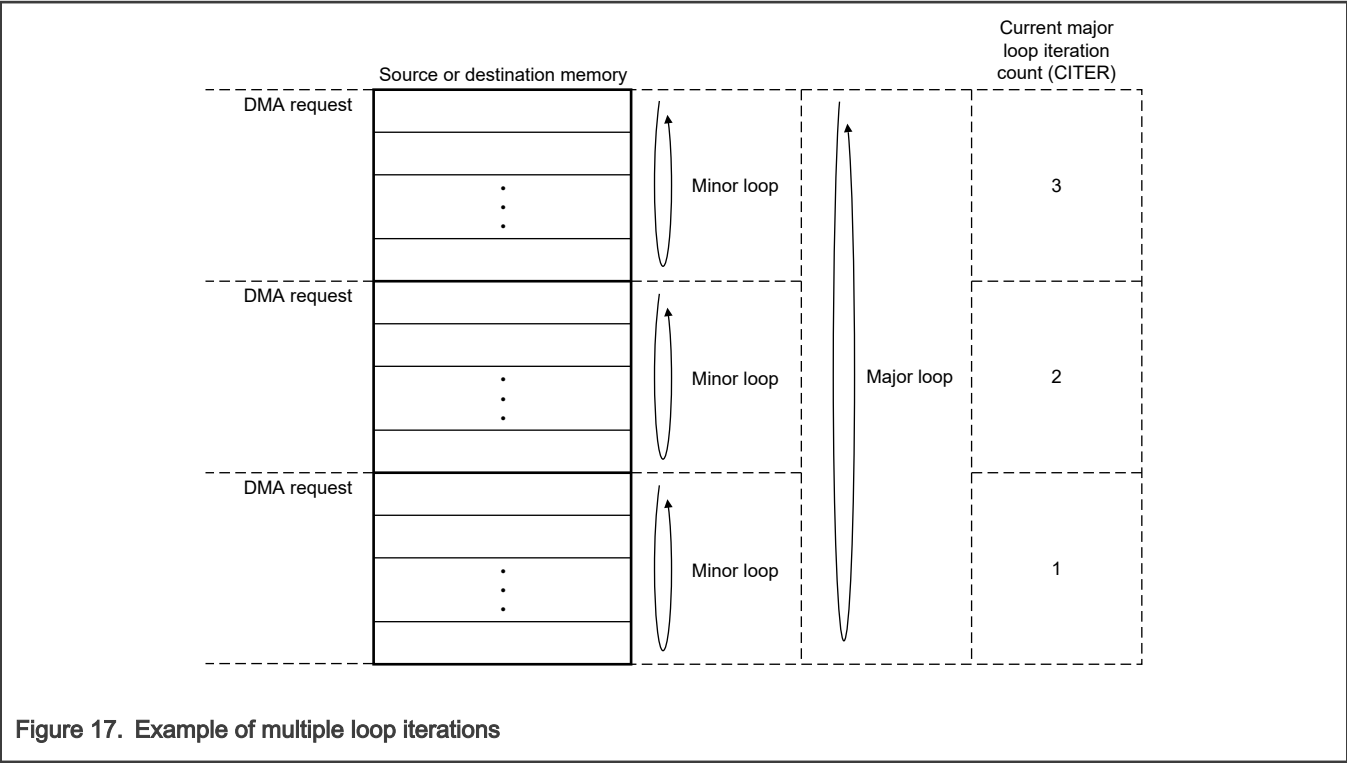 Current major
loop iteration
count (CITER)
Source or destination memory
DMA request
Minor loop
3
DMA request
Minor loop
Major loop
2
DMA request
Minor loop
1
Figure 17. Example of multiple loop iterations